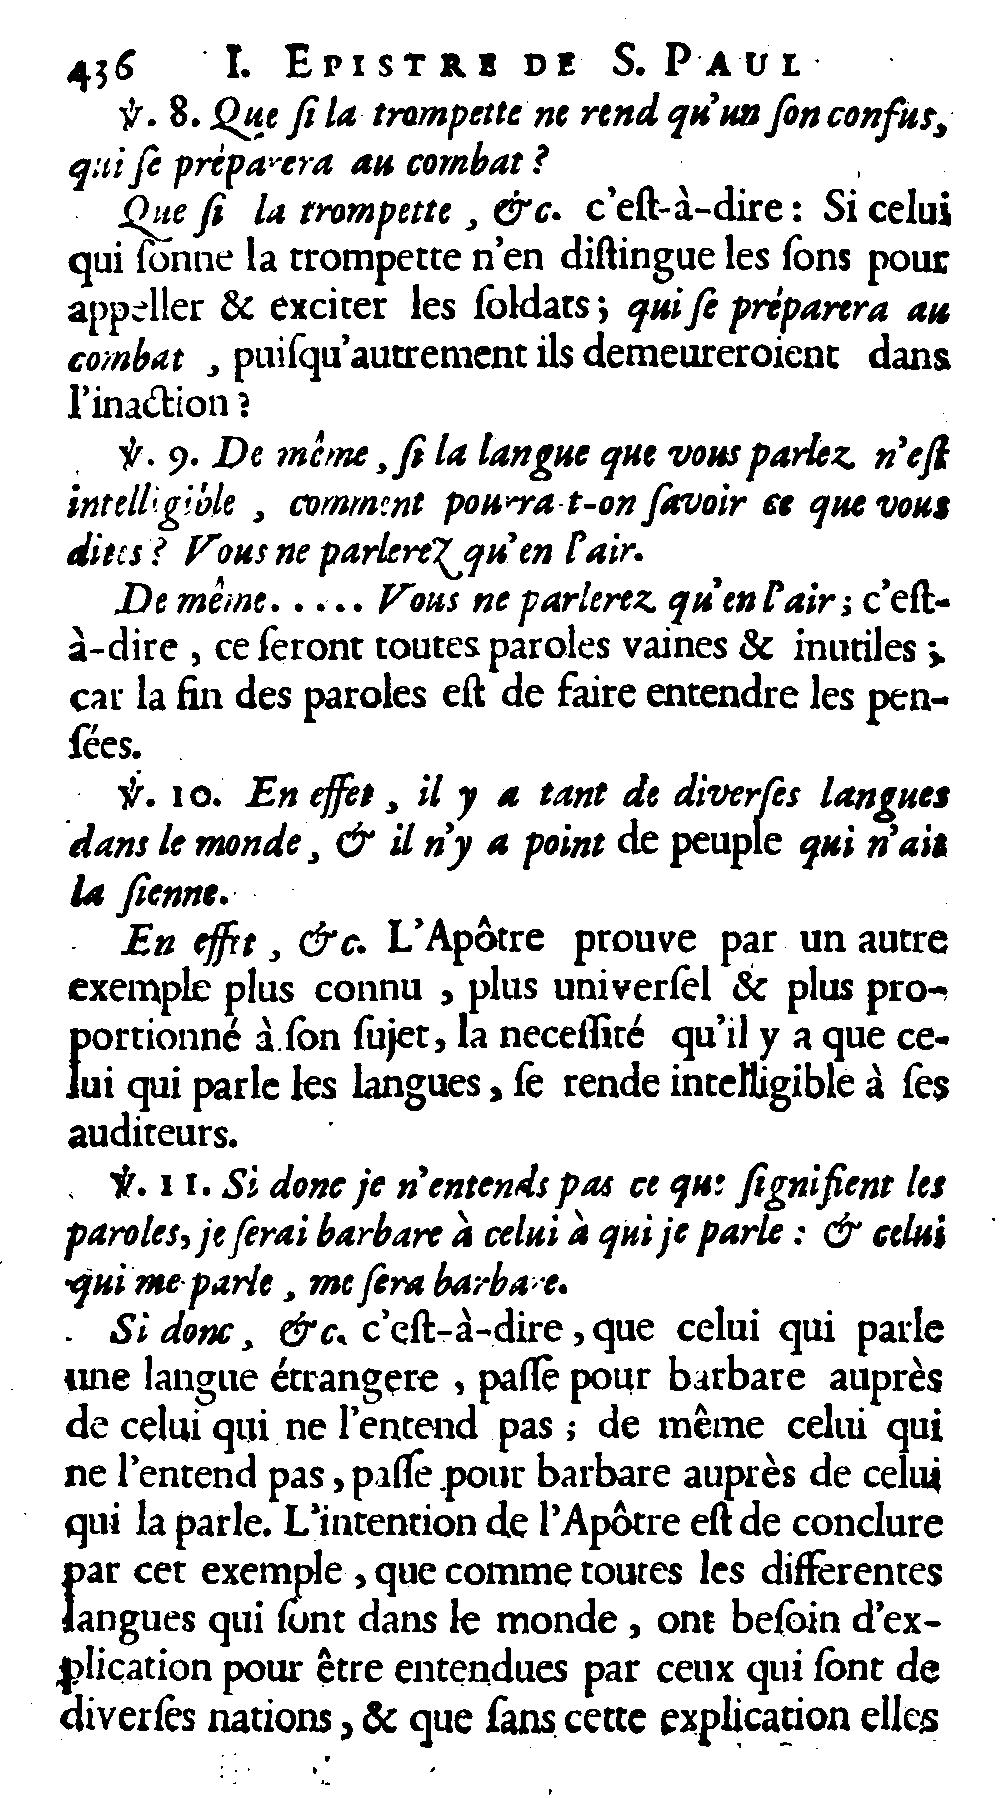 436 I. EPISTRE DE S. PAUL
℣. 8. Que ſi la trompette ne rend qu'un ſon confus,
qui ſe préparera au combat ?
Que ſi la trompette , &c. c'eſt-à-dire : Si celui
qui ſonne la trompette n'en diſtingue les ſons pour
appeller & exciter les ſoldats ; qui ſe préparera au
combat , puiſqu'autrement ils demeureroient dans
l'inaction ?
℣. 9. De même , ſi la langue que vous parlez n'eſt
intelligible , comment pourra-t-on ſavoir ce que vous
dites ? Vous ne parlerez qu'en l'air.
De même..... Vous ne parlerez qu'en l'air ; c'eſt-
à-dire , ce ſeront toutes paroles vaines & inutiles ;
car la fin des paroles eſt de faire entendre les pen-
ſées.
℣. 10. En effet , il y a tant de diverſes langues
dans le monde , & il n'y a point de peuple qui n'ait
la ſienne.
En effet , &c. L'Apôtre prouve par un autre
exemple plus connu , plus univerſel & plus pro-
portionné à ſon ſujet, la neceſſité qu'il y a que ce-
lui qui parle les langues , ſe rende intelligible à ſes
auditeurs.
℣. 11. Si donc je n'entends pas ce que ſignifient les
paroles, je ſerai barbare à celui à qui je parle : & celui
qui me parle , me ſera barbare.
Si donc , &c. c'eſt-à-dire , que celui qui parle
une langue étrangere , paſſe pour barbare auprès
de celui qui ne l'entend pas ; de même celui qui
ne l'entend pas , paſſe pour barbare auprès de celui
qui la parle. L'intention de l'Apôtre eſt de conclure
par cet exemple , que comme toutes les differentes
langues qui ſont dans le monde , ont beſoin d'ex-
plication pour être entendues par ceux qui ſont de
diverſes nations , & que ſans cette explication elles